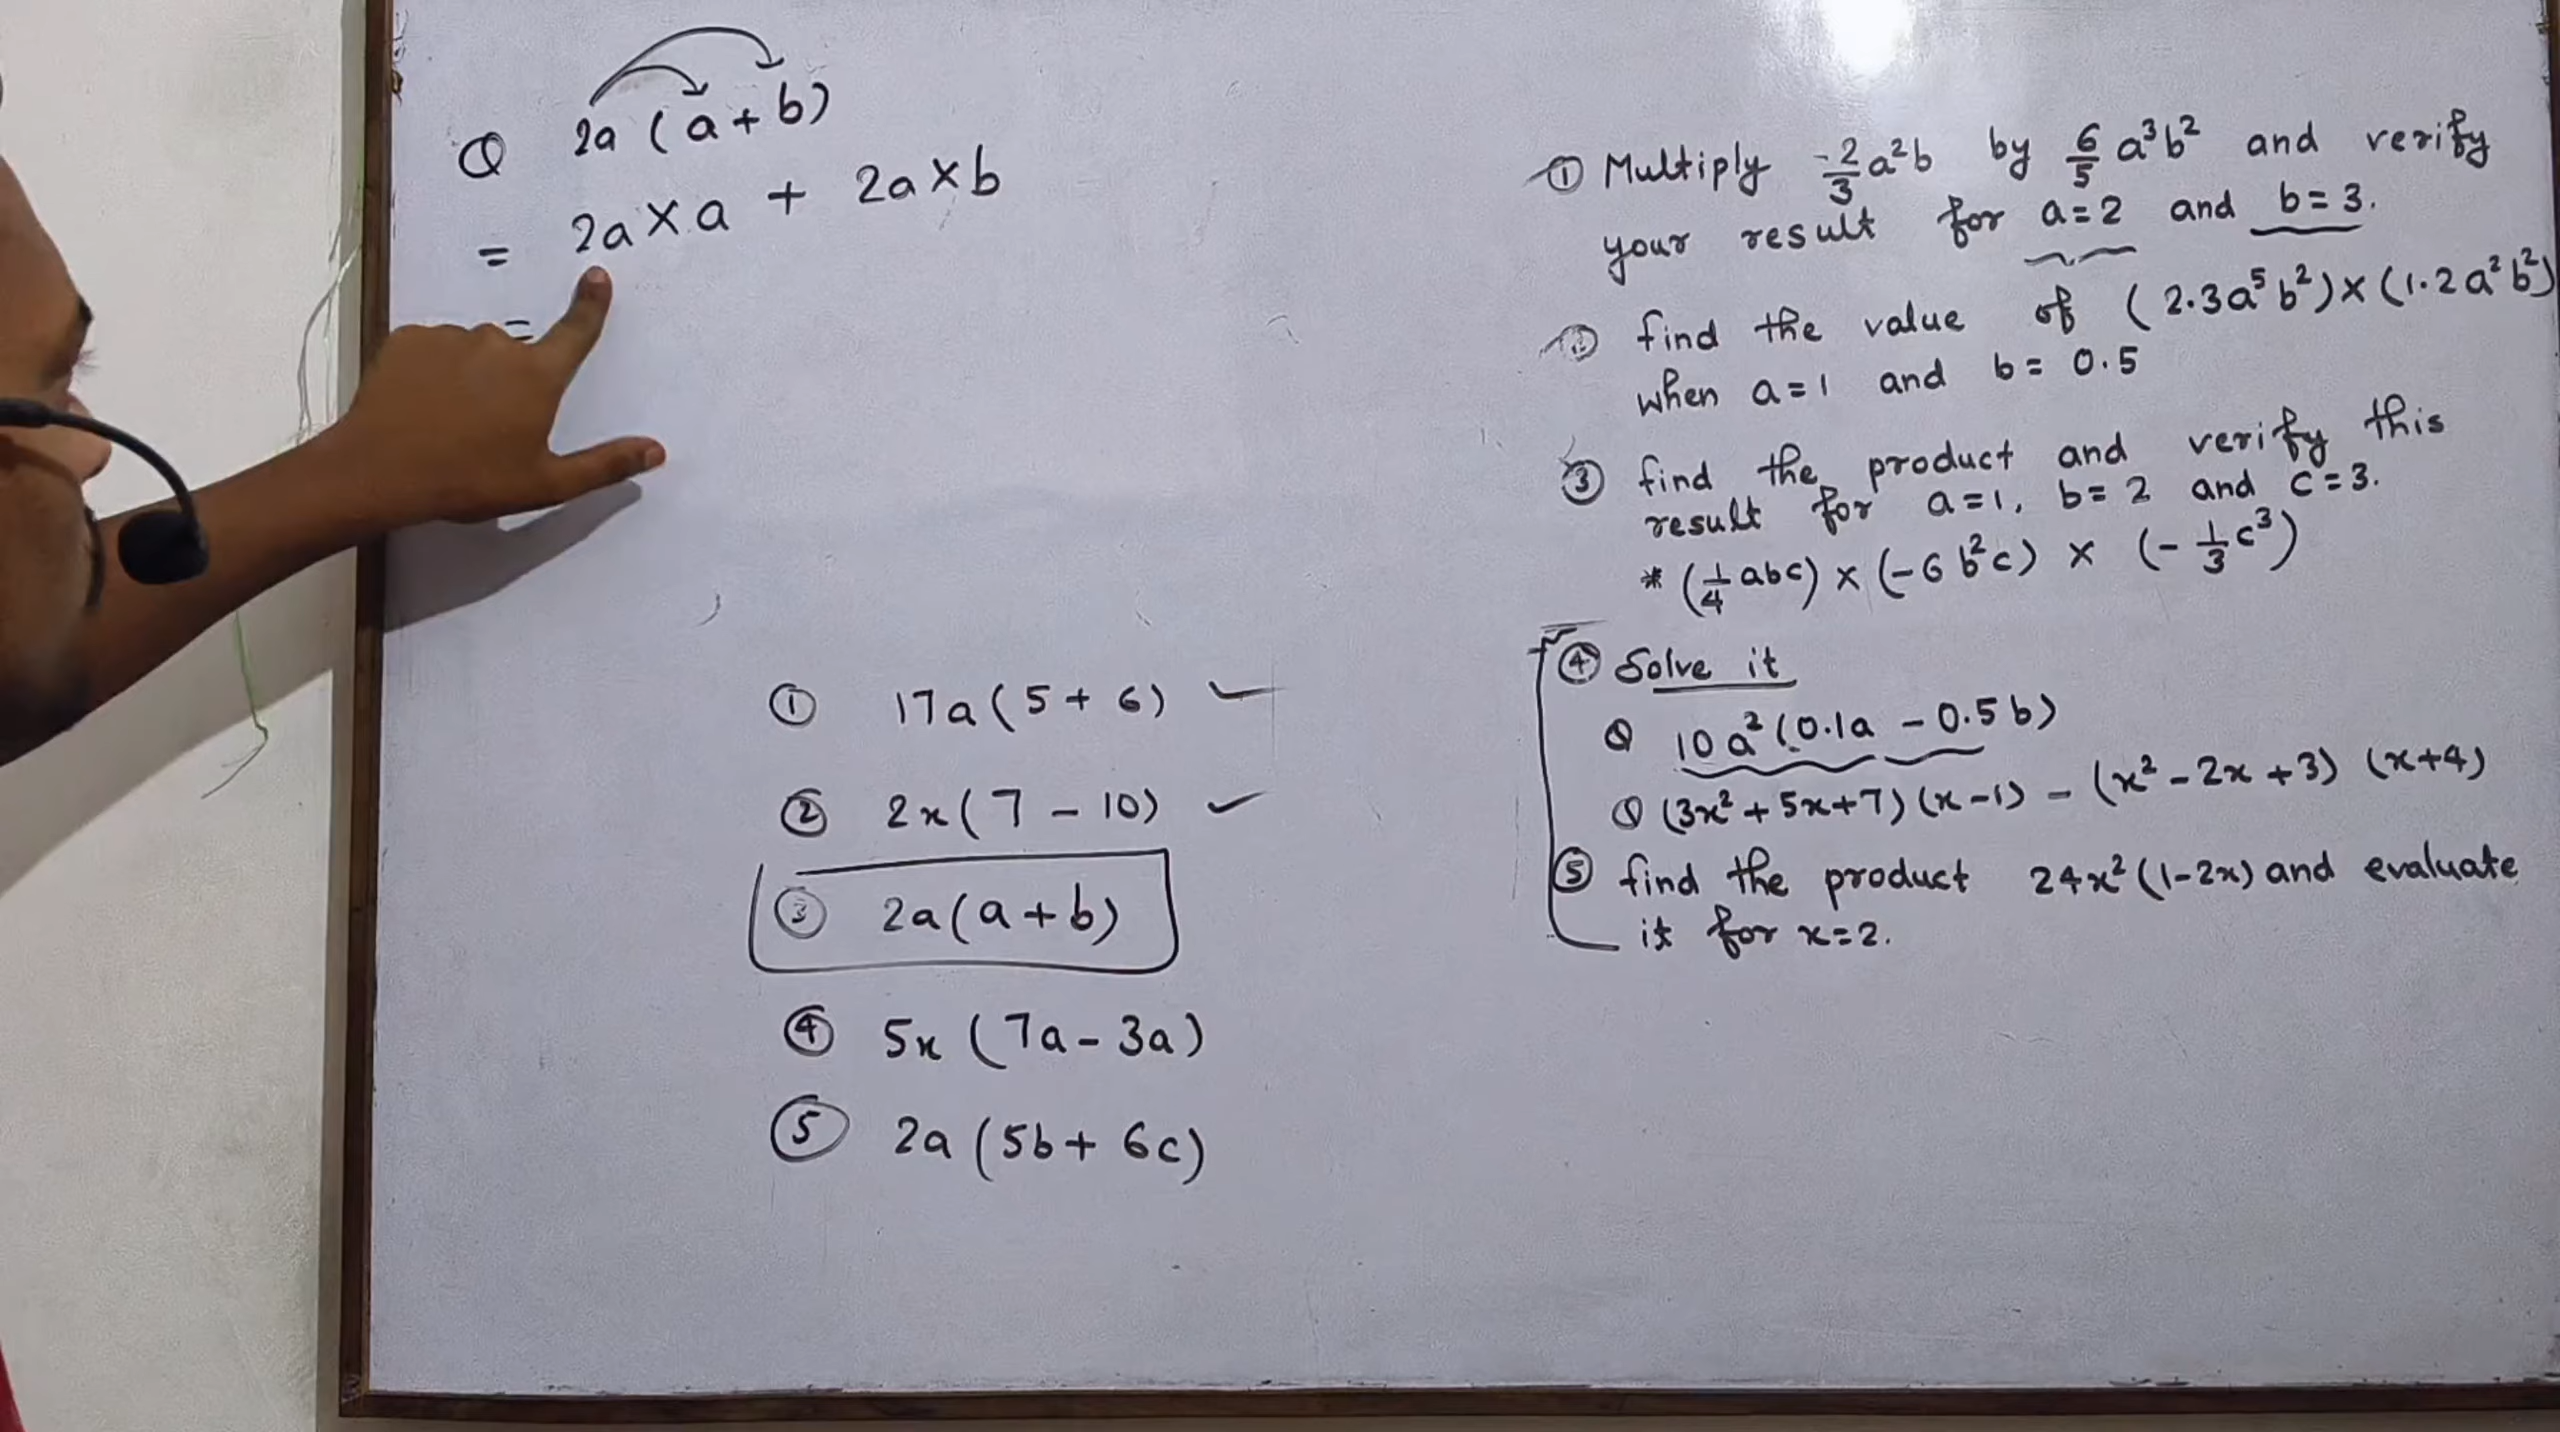 Q 2a (a + b)
= 2a × a + 2a × b
=
① 17a (5 + 6) ✓
② 2x (7 - 10) ✓
③ 2a (a + b)
④ 5x (7a - 3a)
⑤ 2a (5b + 6c)
① Multiply -2/3 a²b by 6/5 a³b² and verify
your result for a=2 and b=3.
② find the value of (2.3a⁵b²)×(1.2a²b²)
when a=1 and b= 0.5
③ find the product and verify this
result for a=1, b=2 and c=3.
* (1/4 abc) × (-6b²c) × (-1/3 c³)
④ Solve it
Q 10a²(0.1a - 0.5b)
Q (3x² + 5x+7) (x-1) - (x² - 2x +3) (x+4)
⑤ find the product 24x² (1-2x) and evaluate
it for x=2.